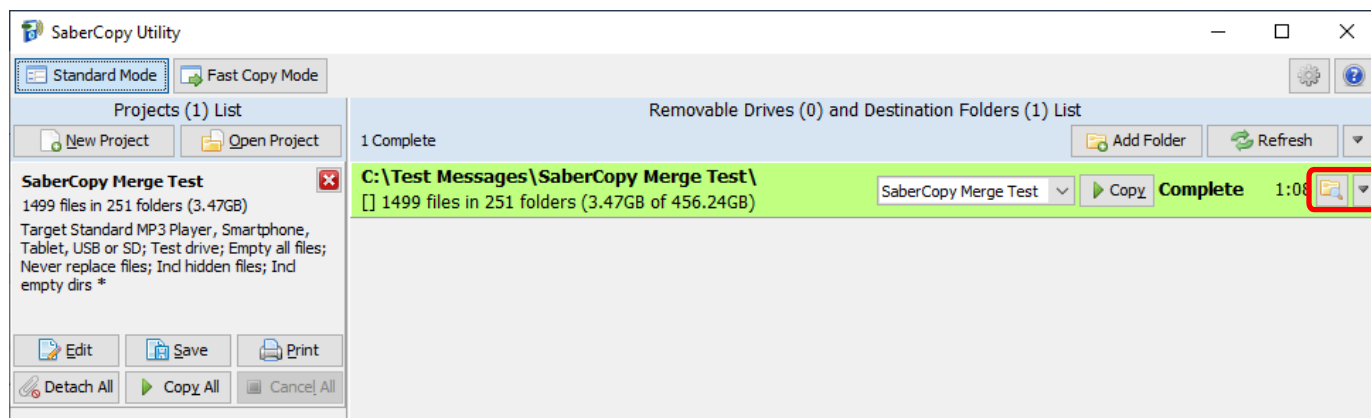 SaberCopy Utility
Standard Mode
Fast Copy Mode
Projects (1) List
Removable Drives (0) and Destination Folders (1) List
New Project
Open Project
1 Complete
Add Folder
Refresh
SaberCopy Merge Test
1499 files in 251 folders (3.47GB)
Target Standard MP3 Player, Smartphone,
Tablet, USB or SD; Test drive; Empty all files;
Never replace files; Incl hidden files; Incl
empty dirs *
C:\Test Messages\SaberCopy Merge Test\
[] 1499 files in 251 folders (3.47GB of 456.24GB)
SaberCopy Merge Test
Copy
Complete
1:08
Edit
Save
Print
Detach All
Copy All
Cancel All